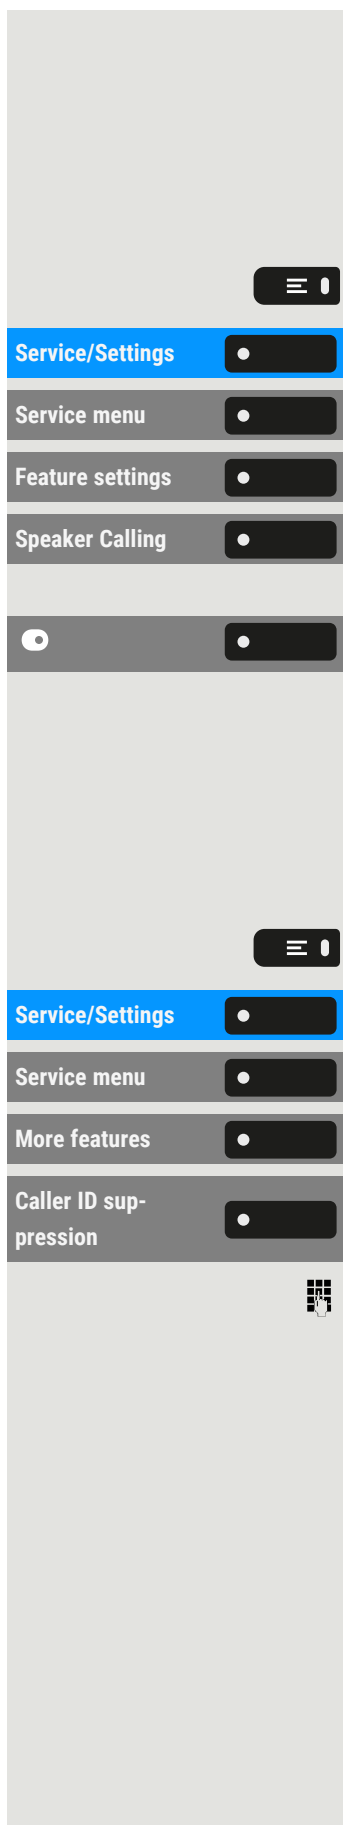 Service/Settings
Service menu
Feature settings
Speaker Calling
Service/Settings
Service menu
More features
Caller ID sup-
pression